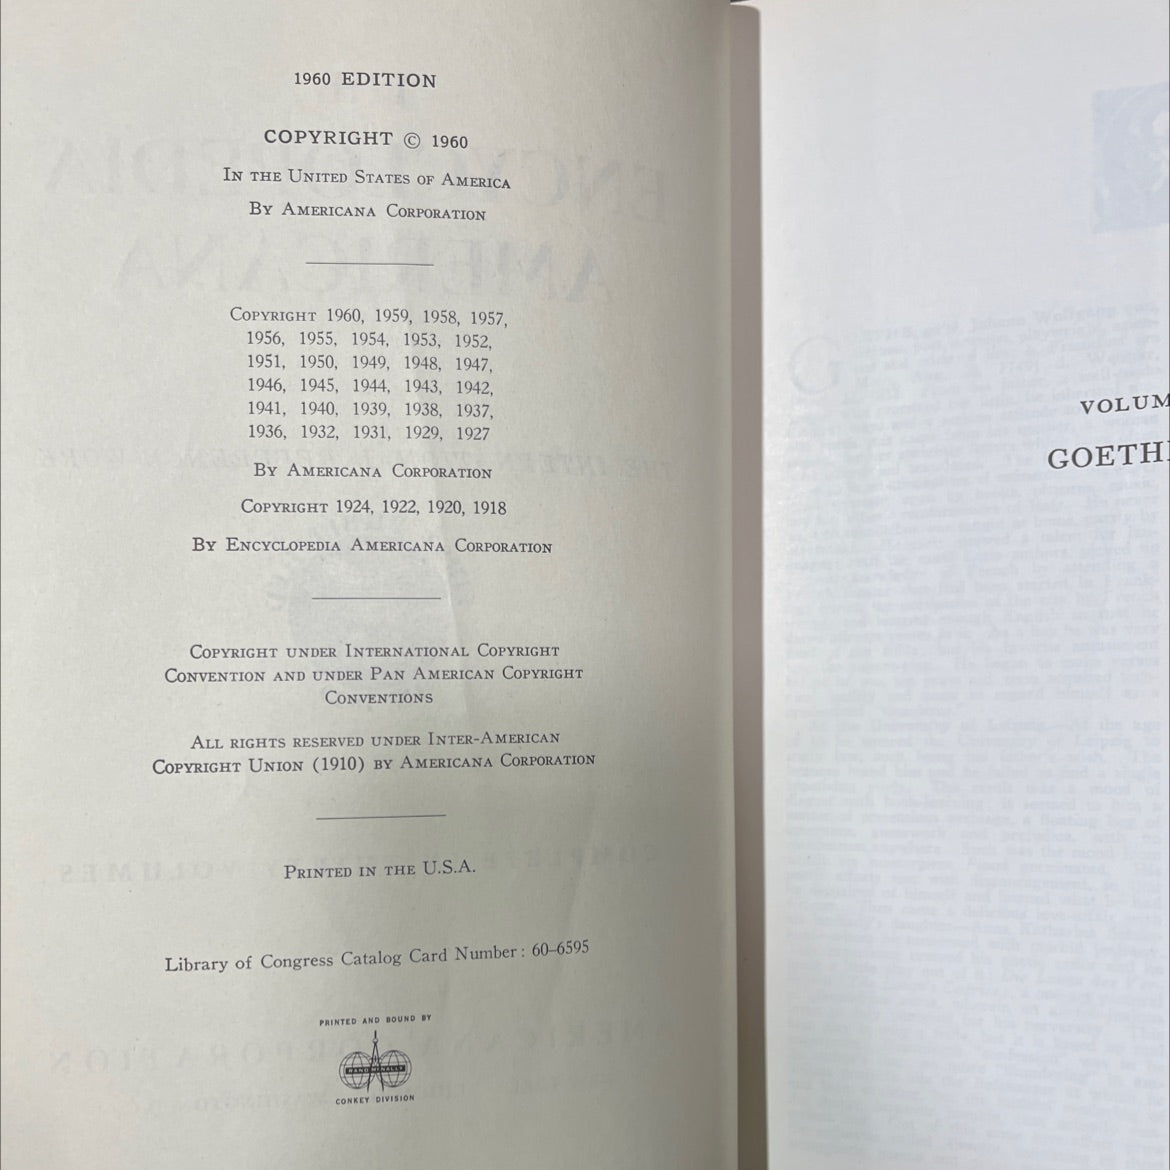 1960 EDITION
COPYRIGHT © 1960
IN THE UNITED STATES OF AMERICA
BY AMERICANA CORPORATION
COPYRIGHT 1960, 1959, 1958, 1957,
1956, 1955, 1954, 1953, 1952,
1951, 1950, 1949, 1948, 1947,
1946, 1945, 1944, 1943, 1942,
1941, 1940, 1939, 1938, 1937,
1936, 1932, 1931, 1929, 1927
BY AMERICANA CORPORATION
COPYRIGHT 1924, 1922, 1920, 1918
BY ENCYCLOPEDIA AMERICANA CORPORATION
COPYRIGHT UNDER INTERNATIONAL COPYRIGHT
CONVENTION AND UNDER PAN AMERICAN COPYRIGHT
CONVENTIONS
ALL RIGHTS RESERVED UNDER INTER-AMERICAN
COPYRIGHT UNION (1910) BY AMERICANA CORPORATION
PRINTED IN THE U.S.A.
Library of Congress Catalog Card Number: 60–6595
PRINTED AND BOUND BY
RAND McNALLY
CONKEY DIVISION
VOLUM
GOETH